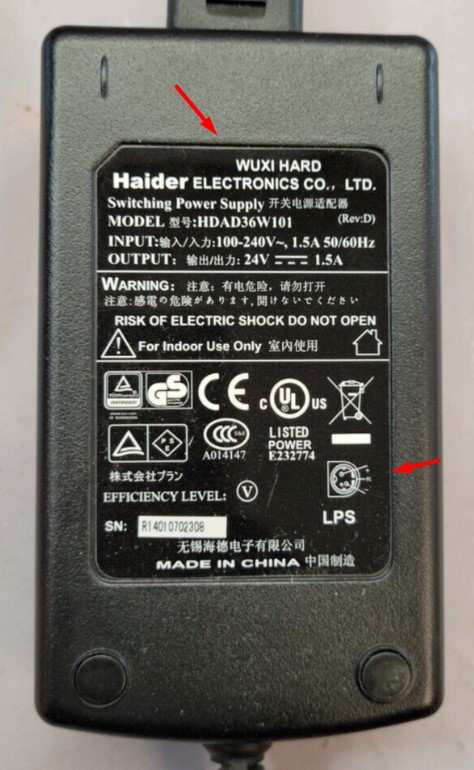 WUXI HARD
Haider ELECTRONICS CO., LTD.
Switching Power Supply 开关电源适配器
MODEL 型号:HDAD36W101 (Rev:D)
INPUT:输入/入力:100-240V~, 1.5A 50/60Hz
OUTPUT: 输出/出力: 24V ⎓ 1.5A
WARNING: 注意: 有电危险, 请勿打开
注意: 感電の危険があります, 開けないでください
RISK OF ELECTRIC SHOCK DO NOT OPEN
For Indoor Use Only 室内使用
GS CE C UL US
PSE CCC
A014147
LISTED
POWER
E232774
株式会社ブラン
EFFICIENCY LEVEL: V
SN: R14010702308
LPS
无锡海德电子有限公司
MADE IN CHINA 中国制造